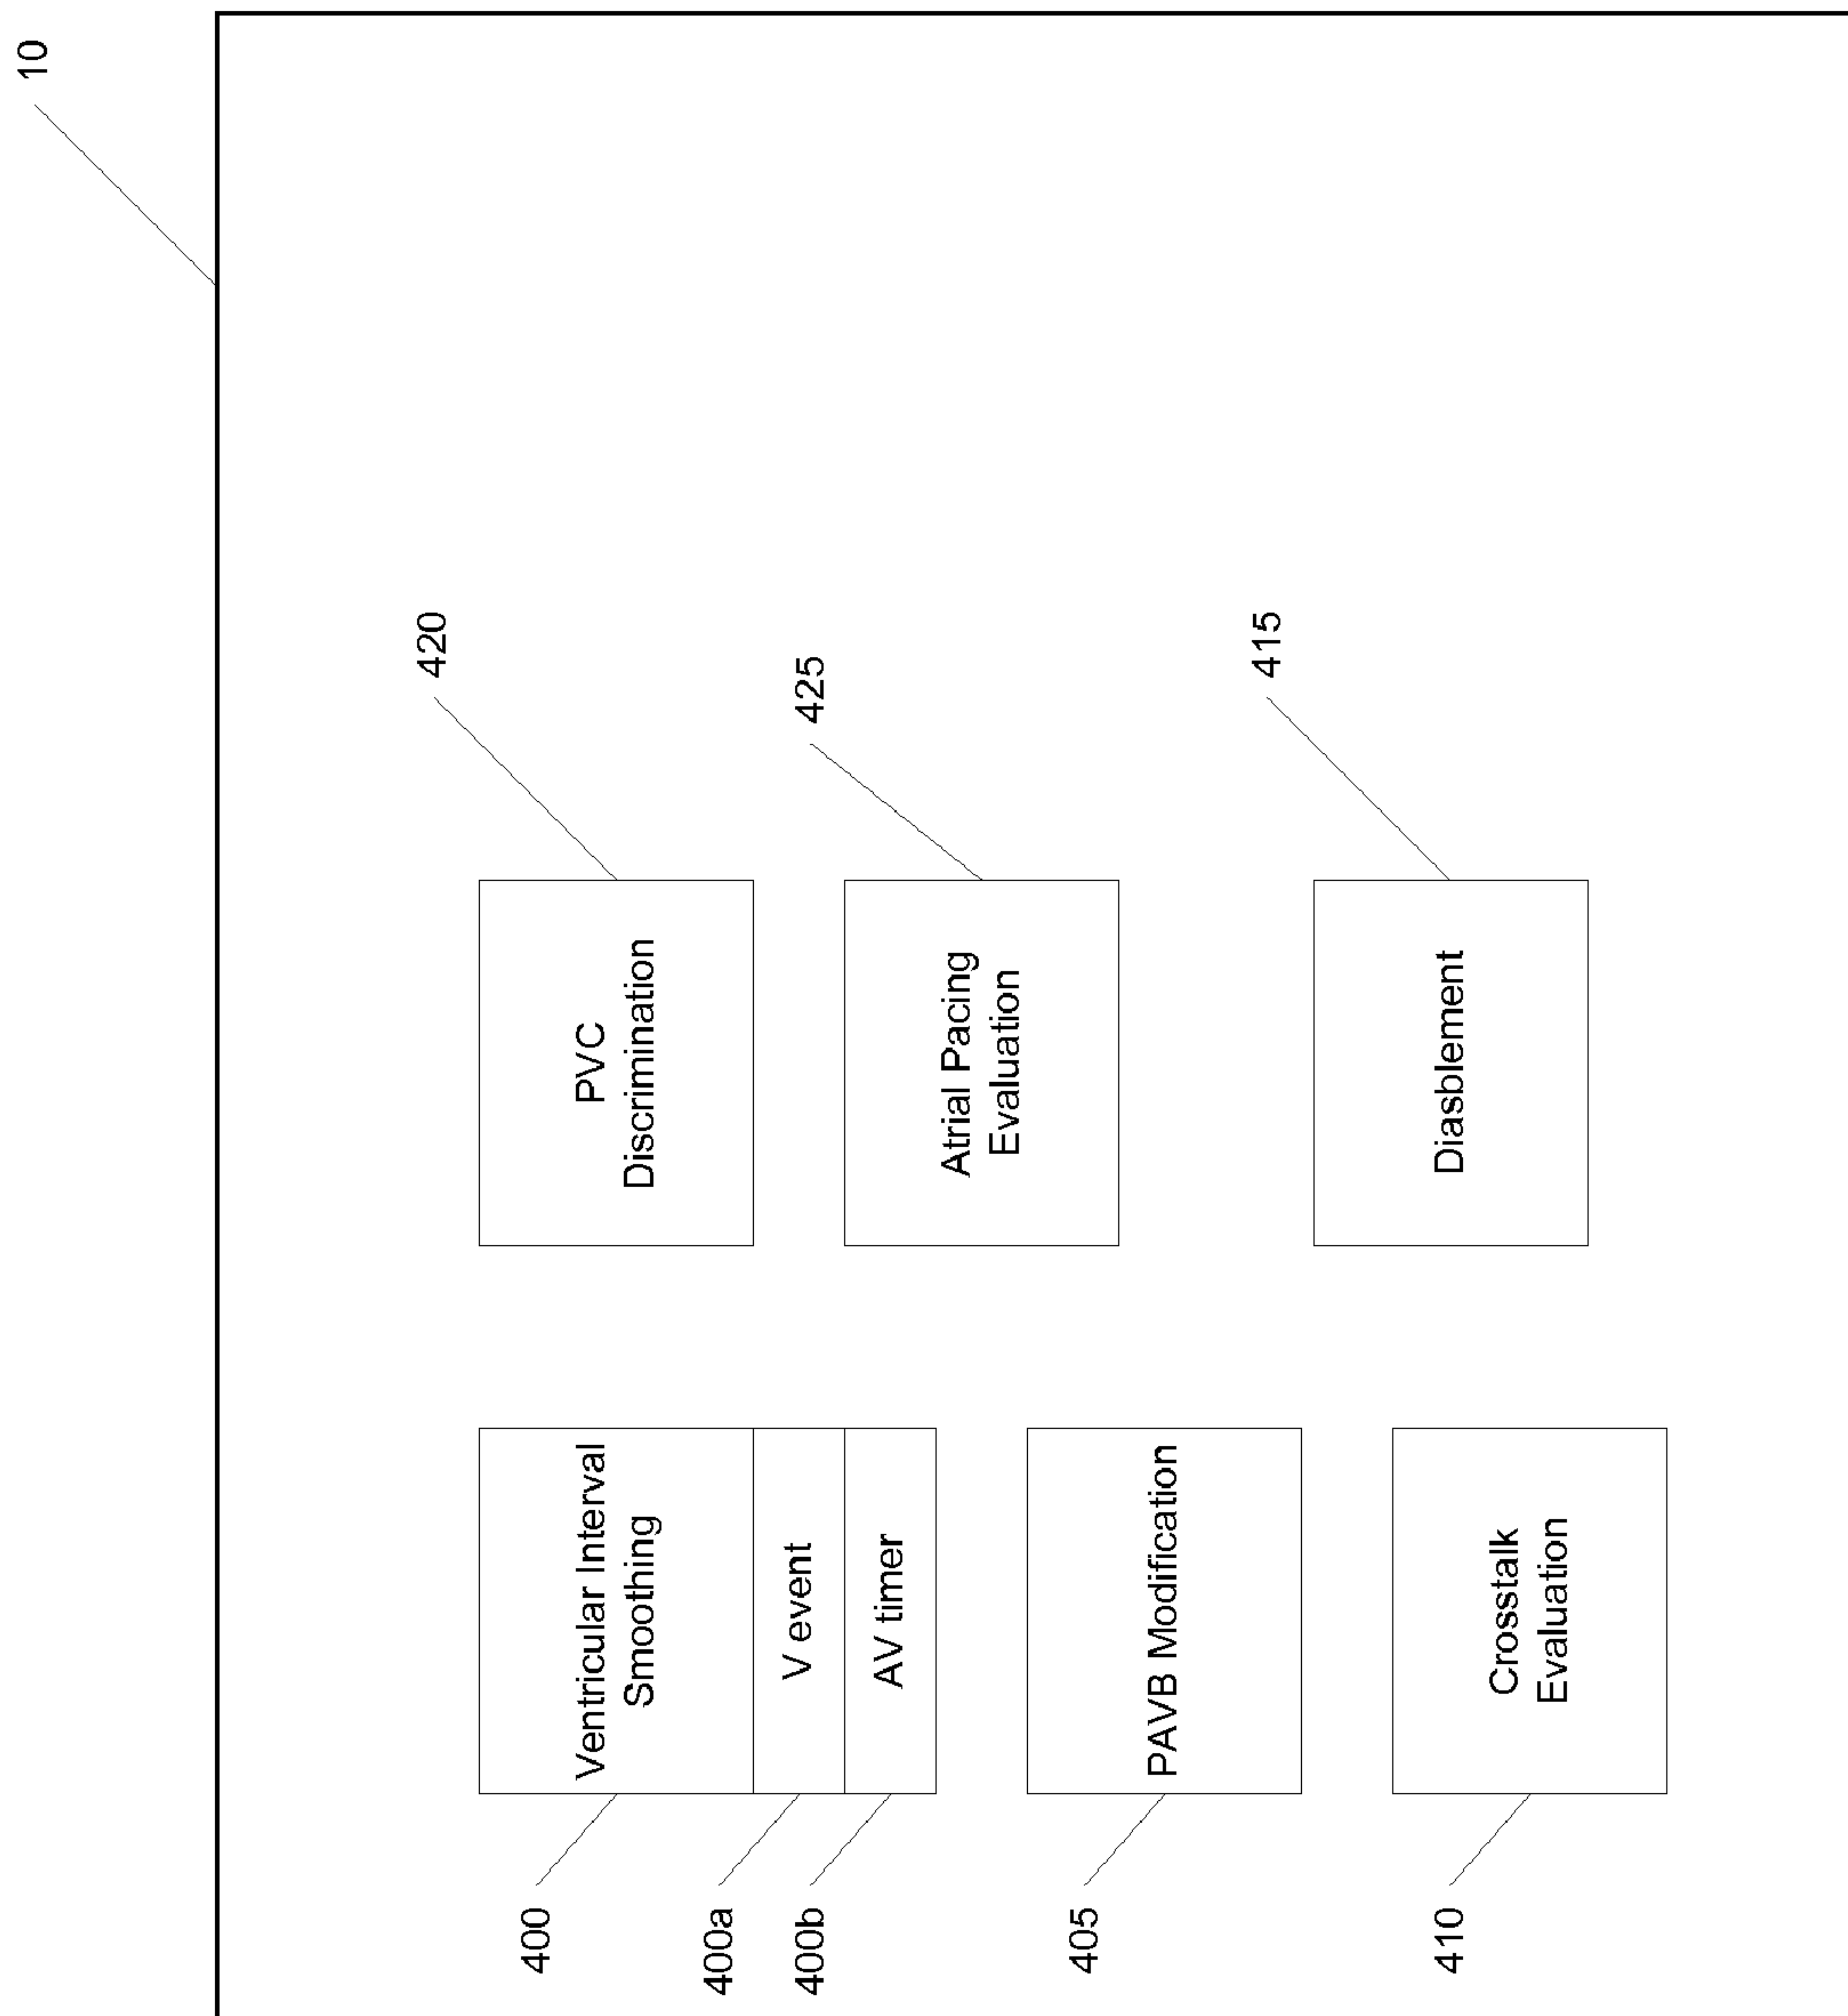 10
400
Ventricular Interval
Smoothing
400a
V event
400b
AV timer
405
PAVB Modification
410
Crosstalk
Evaluation
PVC
Discrimination
420
Atrial Pacing
Evaluation
425
Diasblement
415